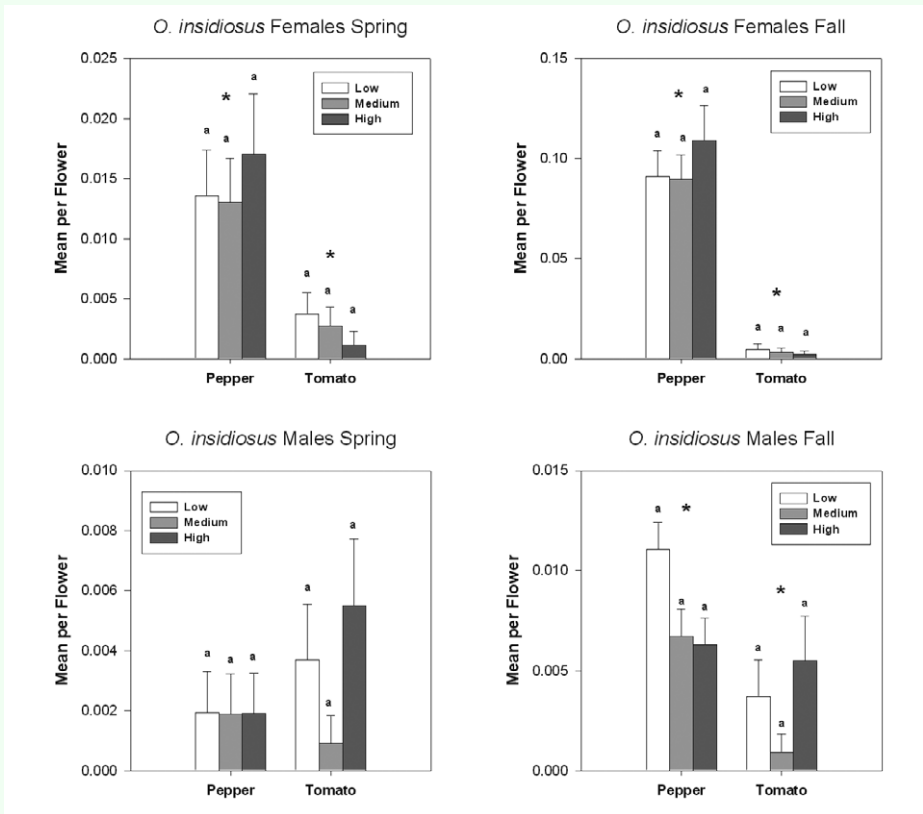 O. insidiosus Females Spring
0.025
0.020
0.015
0.010
0.005
0.000
Mean per Flower
Low
Medium
High
a
*
a
a
a
*
a
a
Pepper Tomato
O. insidiosus Females Fall
0.15
0.10
0.05
0.00
Mean per Flower
Low
Medium
High
a
*
a
a
*
a
a
a
Pepper Tomato
O. insidiosus Males Spring
0.010
0.008
0.006
0.004
0.002
0.000
Mean per Flower
Low
Medium
High
a
a
a
a
a
a
Pepper Tomato
O. insidiosus Males Fall
0.015
0.010
0.005
0.000
Mean per Flower
Low
Medium
High
a
*
a
a
*
a
a
a
Pepper Tomato